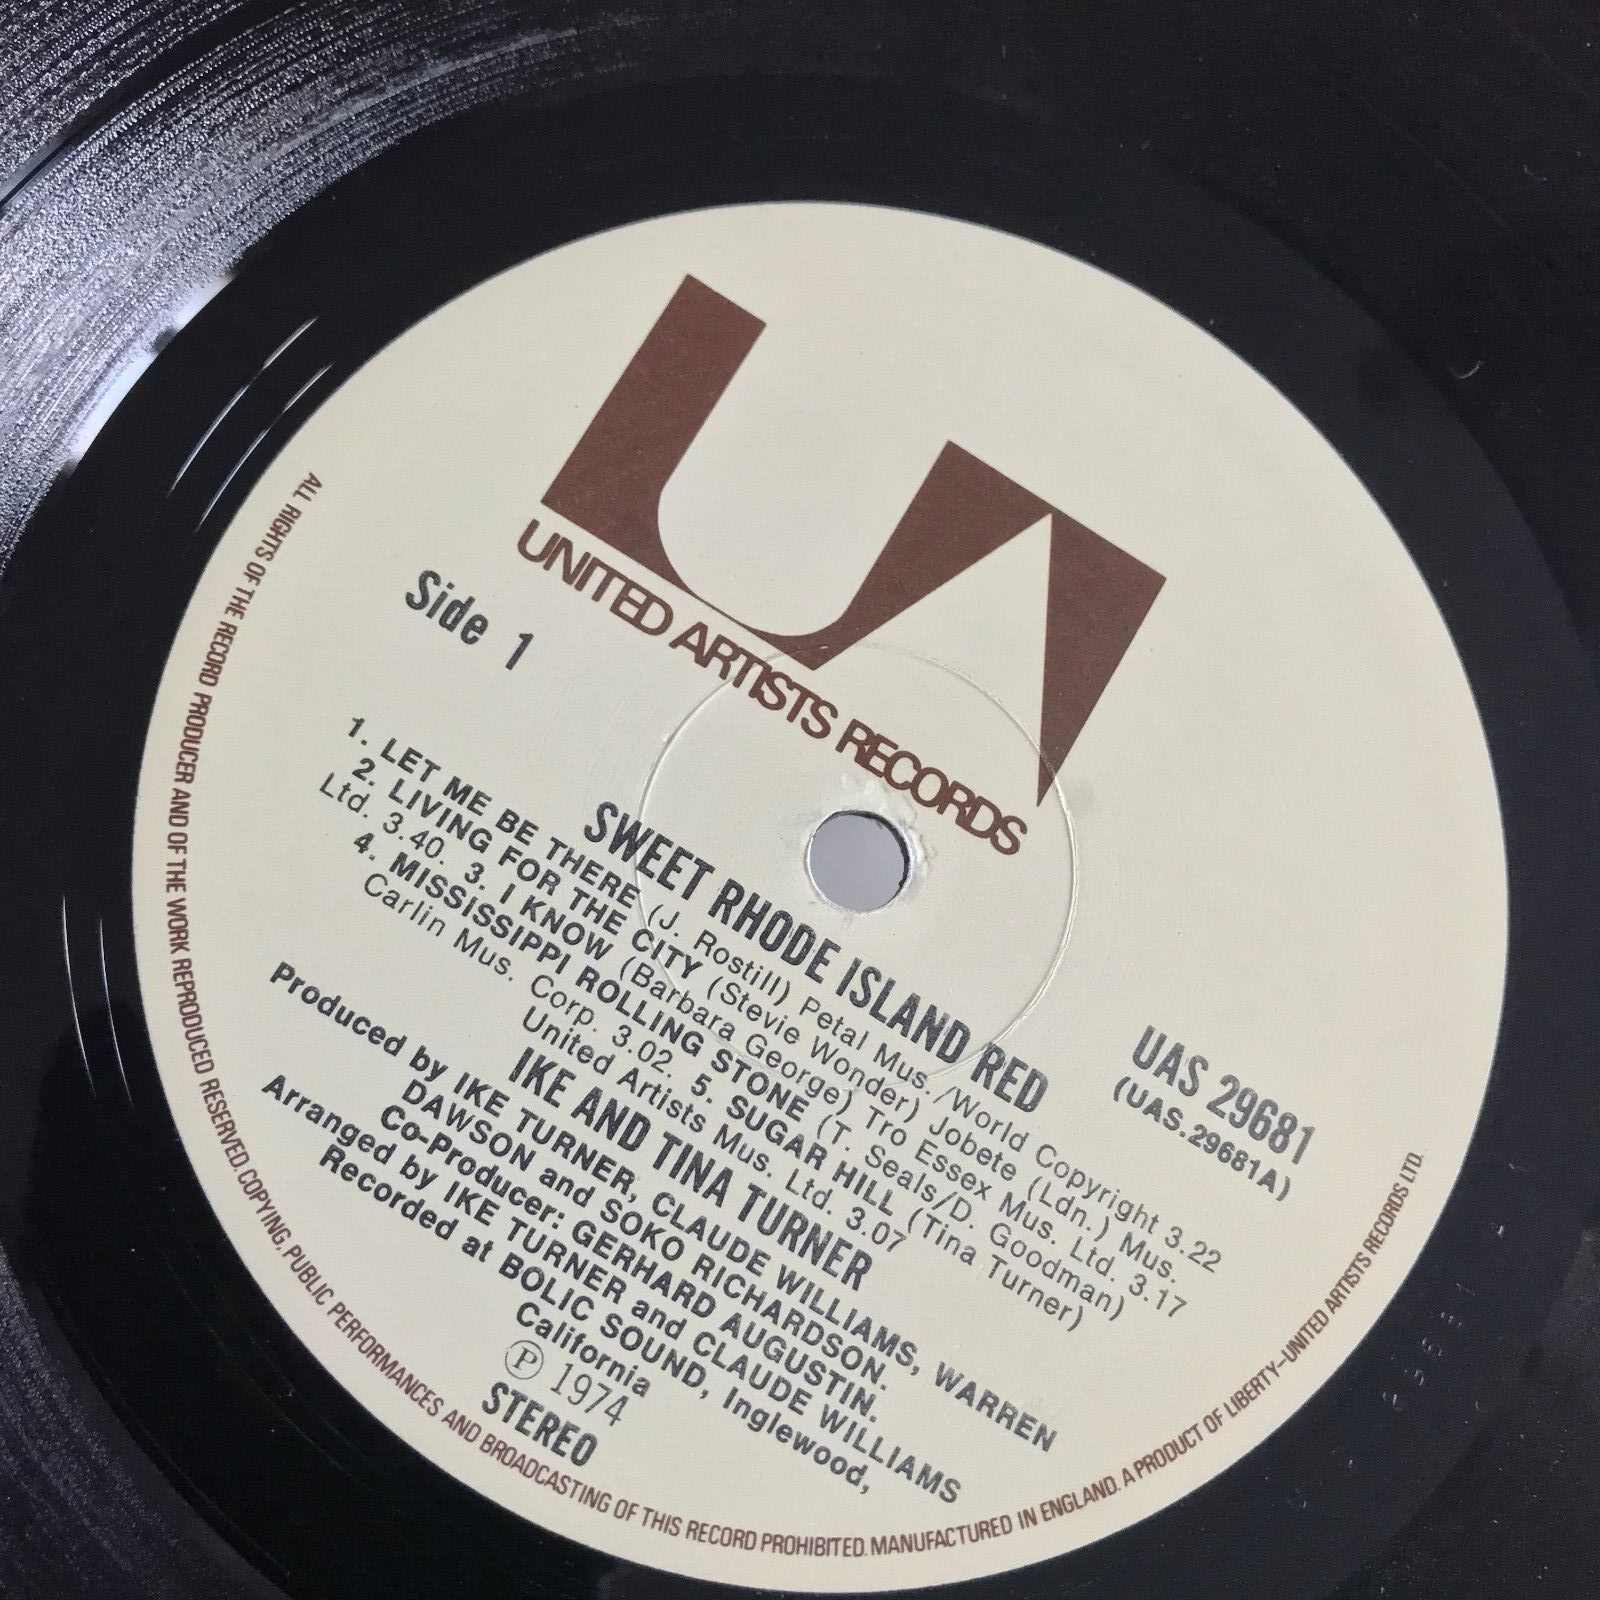 UNITED ARTISTS RECORDS
Side 1
UAS 29681
(UAS.29681A)
SWEET RHODE ISLAND RED
1. LET ME BE THERE (J. Rostill) Petal Mus./World Copyright 3.22
2. LIVING FOR THE CITY (Stevie Wonder) Jobete (Ldn.) Mus.
Ltd. 3.40. 3. I KNOW (Barbara George) Tro Essex Mus. Ltd. 3.17
4. MISSISSIPPI ROLLING STONE (T. Seals/D. Goodman)
Carlin Mus. Corp. 3.02. 5. SUGAR HILL (Tina Turner)
United Artists Mus. Ltd. 3.07
IKE AND TINA TURNER
Produced by IKE TURNER, CLAUDE WILLIAMS, WARREN
DAWSON and SOKO RICHARDSON.
Co-Producer: GERHARD AUGUSTIN.
Arranged by IKE TURNER and CLAUDE WILLIAMS
Recorded at BOLIC SOUND, Inglewood,
California
℗ 1974
STEREO
ALL RIGHTS OF THE RECORD PRODUCER AND OF THE WORK REPRODUCED RESERVED. COPYING, PUBLIC PERFORMANCES AND BROADCASTING OF THIS RECORD PROHIBITED. MANUFACTURED IN ENGLAND. A PRODUCT OF LIBERTY-UNITED ARTISTS RECORDS LTD.